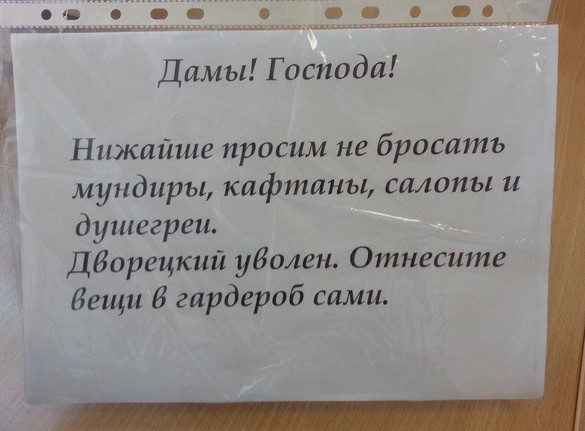 Дамы! Господа!
Нижайше просим не бросать
мундиры, кафтаны, салопы и
душегреи.
Дворецкий уволен. Отнесите
вещи в гардероб сами.